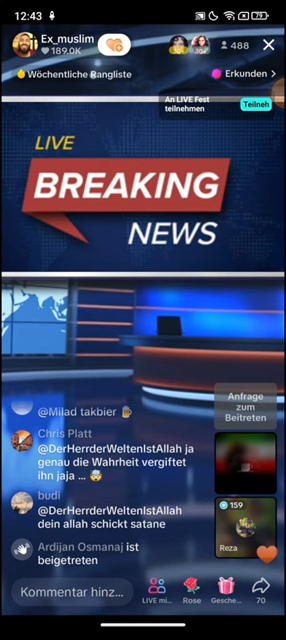 12:43
79
Ex_muslim
189.0K
488
Wöchentliche Rangliste
Erkunden >
An LIVE Fest
teilnehmen
Teilneh
LIVE
BREAKING
NEWS
@Milad takbier
Anfrage
zum
Beitreten
Chris Platt
@DerHerrderWeltenIstAllah ja
genau die Wahrheit vergiftet
ihn jaja ... 🤯
budi
@DerHerrderWeltenIstAllah
dein allah schickt satane
159
Reza
Ardijan Osmanaj ist
beigetreten
Kommentar hinz...
LIVE mi...
Rose
Gesche...
70